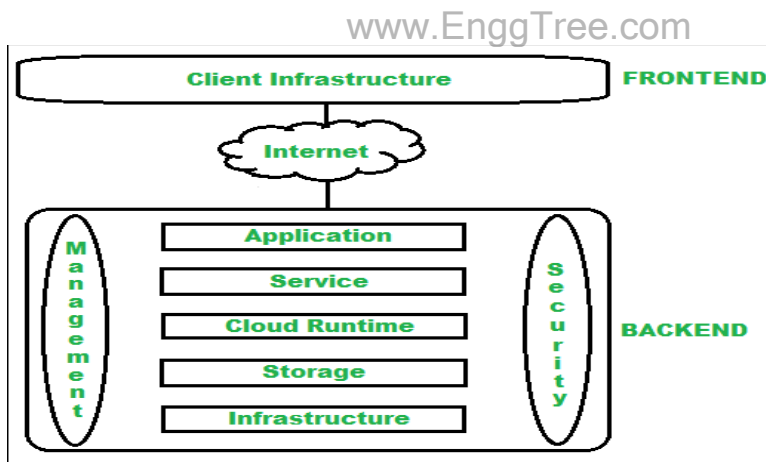 www.EnggTree.com
Client Infrastructure
FRONTEND
Internet
Management
Application
Service
Cloud Runtime
Storage
Infrastructure
Security
BACKEND